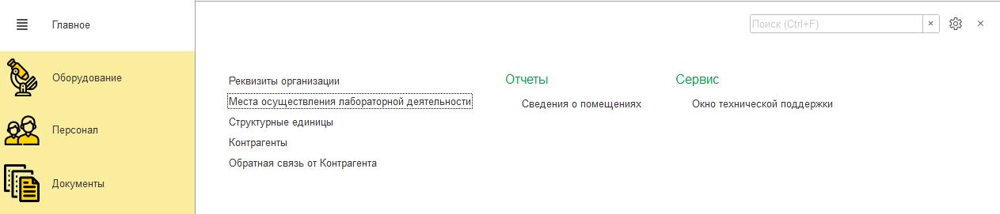 Главное
Поиск (Ctrl+F)
Оборудование
Персонал
Документы
Реквизиты организации
Места осуществления лабораторной деятельности
Структурные единицы
Контрагенты
Обратная связь от Контрагента
Отчеты
Сведения о помещениях
Сервис
Окно технической поддержки